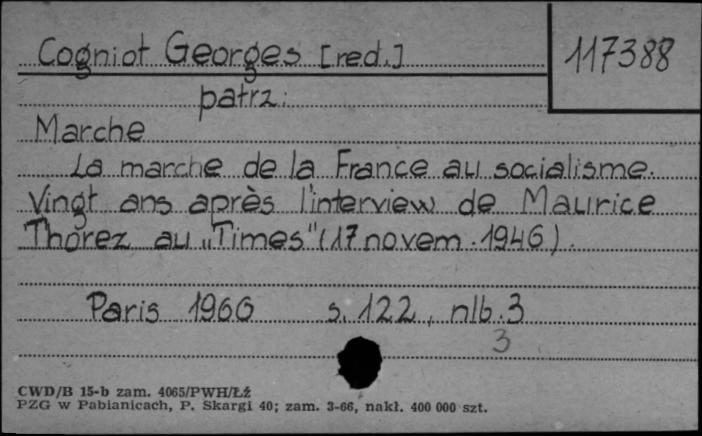 Cogniot Georges [red.]
117388
patrz:
Marche
La marche de la France au socialisme.
Vingt ans après l'interview de Maurice
Thorez au „Times" (17 novem. 1946).
Paris 1966 s. 122, nlb. 3
3
CWD/B 15-b zam. 4065/PWH/Łź
PZG w Pabianicach, P. Skargi 40; zam. 3-66, nakł. 400 000 szt.